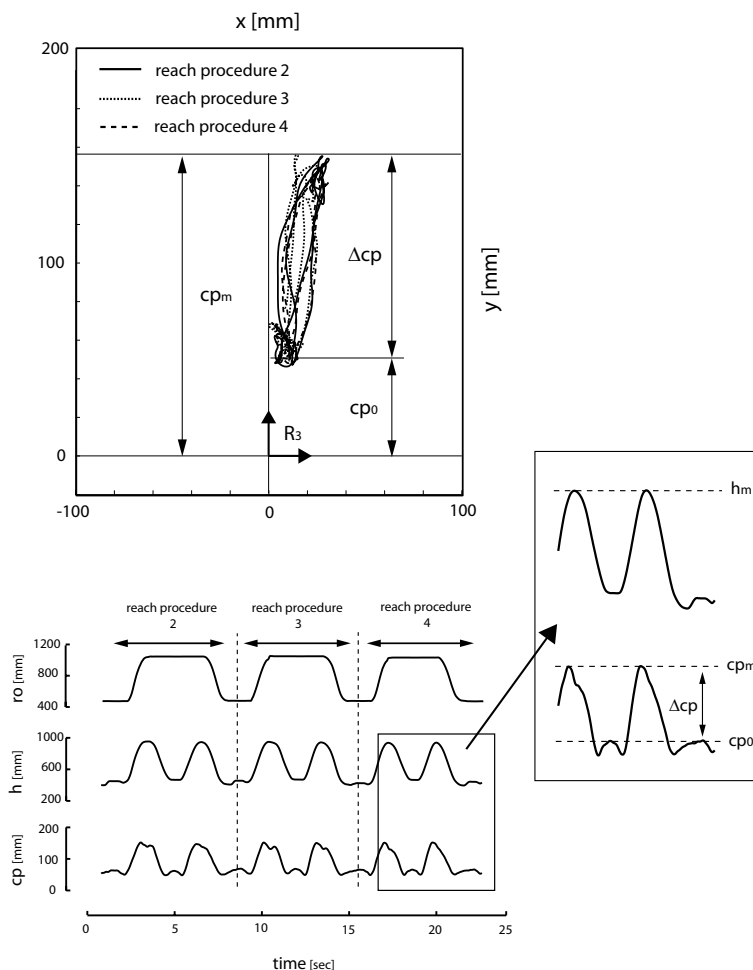 x [mm]
200
reach procedure 2
reach procedure 3
reach procedure 4
100
Δcp
cpm
y [mm]
cp0
R3
0
-100
0
100
hm
cpm
Δcp
cp0
reach procedure
2
reach procedure
3
reach procedure
4
ro [mm]
1200
800
400
h [mm]
1000
600
200
cp [mm]
200
100
0
0
5
10
15
20
25
time [sec]